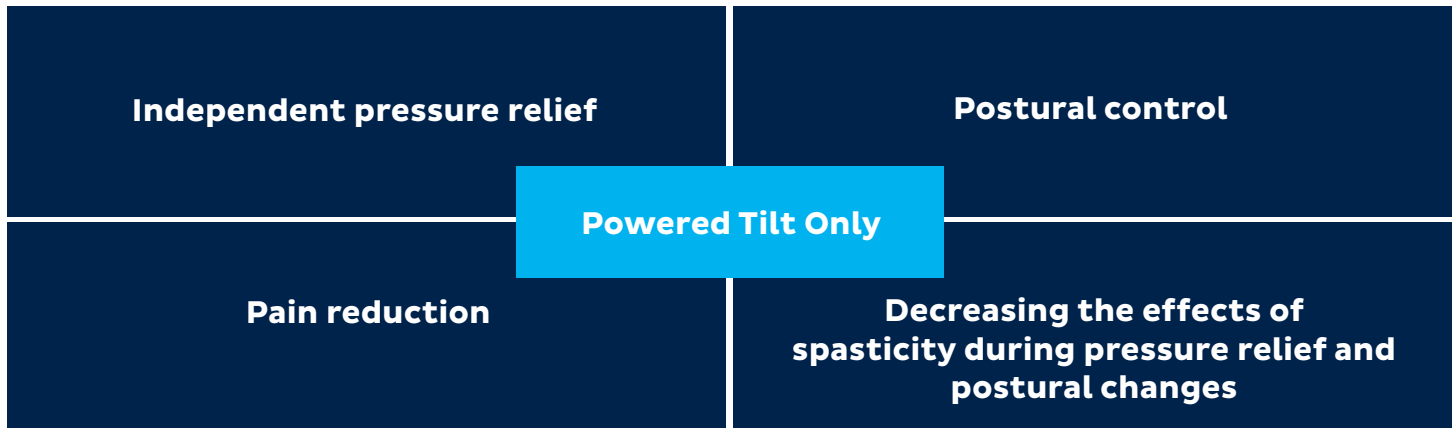 Independent pressure relief
Postural control
Powered Tilt Only
Pain reduction
Decreasing the effects of
spasticity during pressure relief and
postural changes